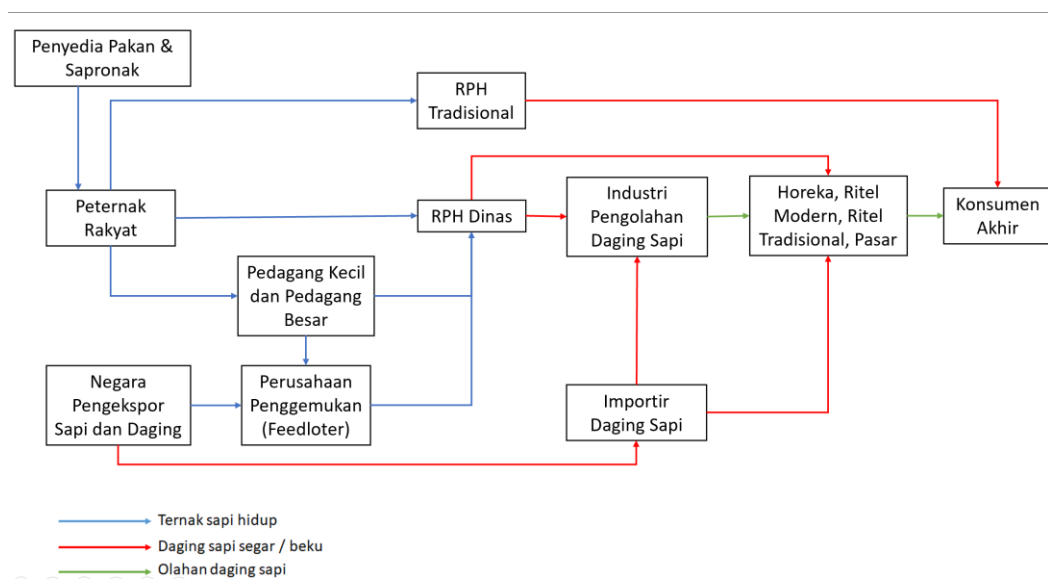 Penyedia Pakan &
Sapronak
RPH
Tradisional
Peternak
Rakyat
RPH Dinas
Industri
Pengolahan
Daging Sapi
Horeka, Ritel
Modern, Ritel
Tradisional, Pasar
Konsumen
Akhir
Pedagang Kecil
dan Pedagang
Besar
Negara
Pengekspor
Sapi dan Daging
Perusahaan
Penggemukan
(Feedloter)
Importir
Daging Sapi
Ternak sapi hidup
Daging sapi segar / beku
Olahan daging sapi